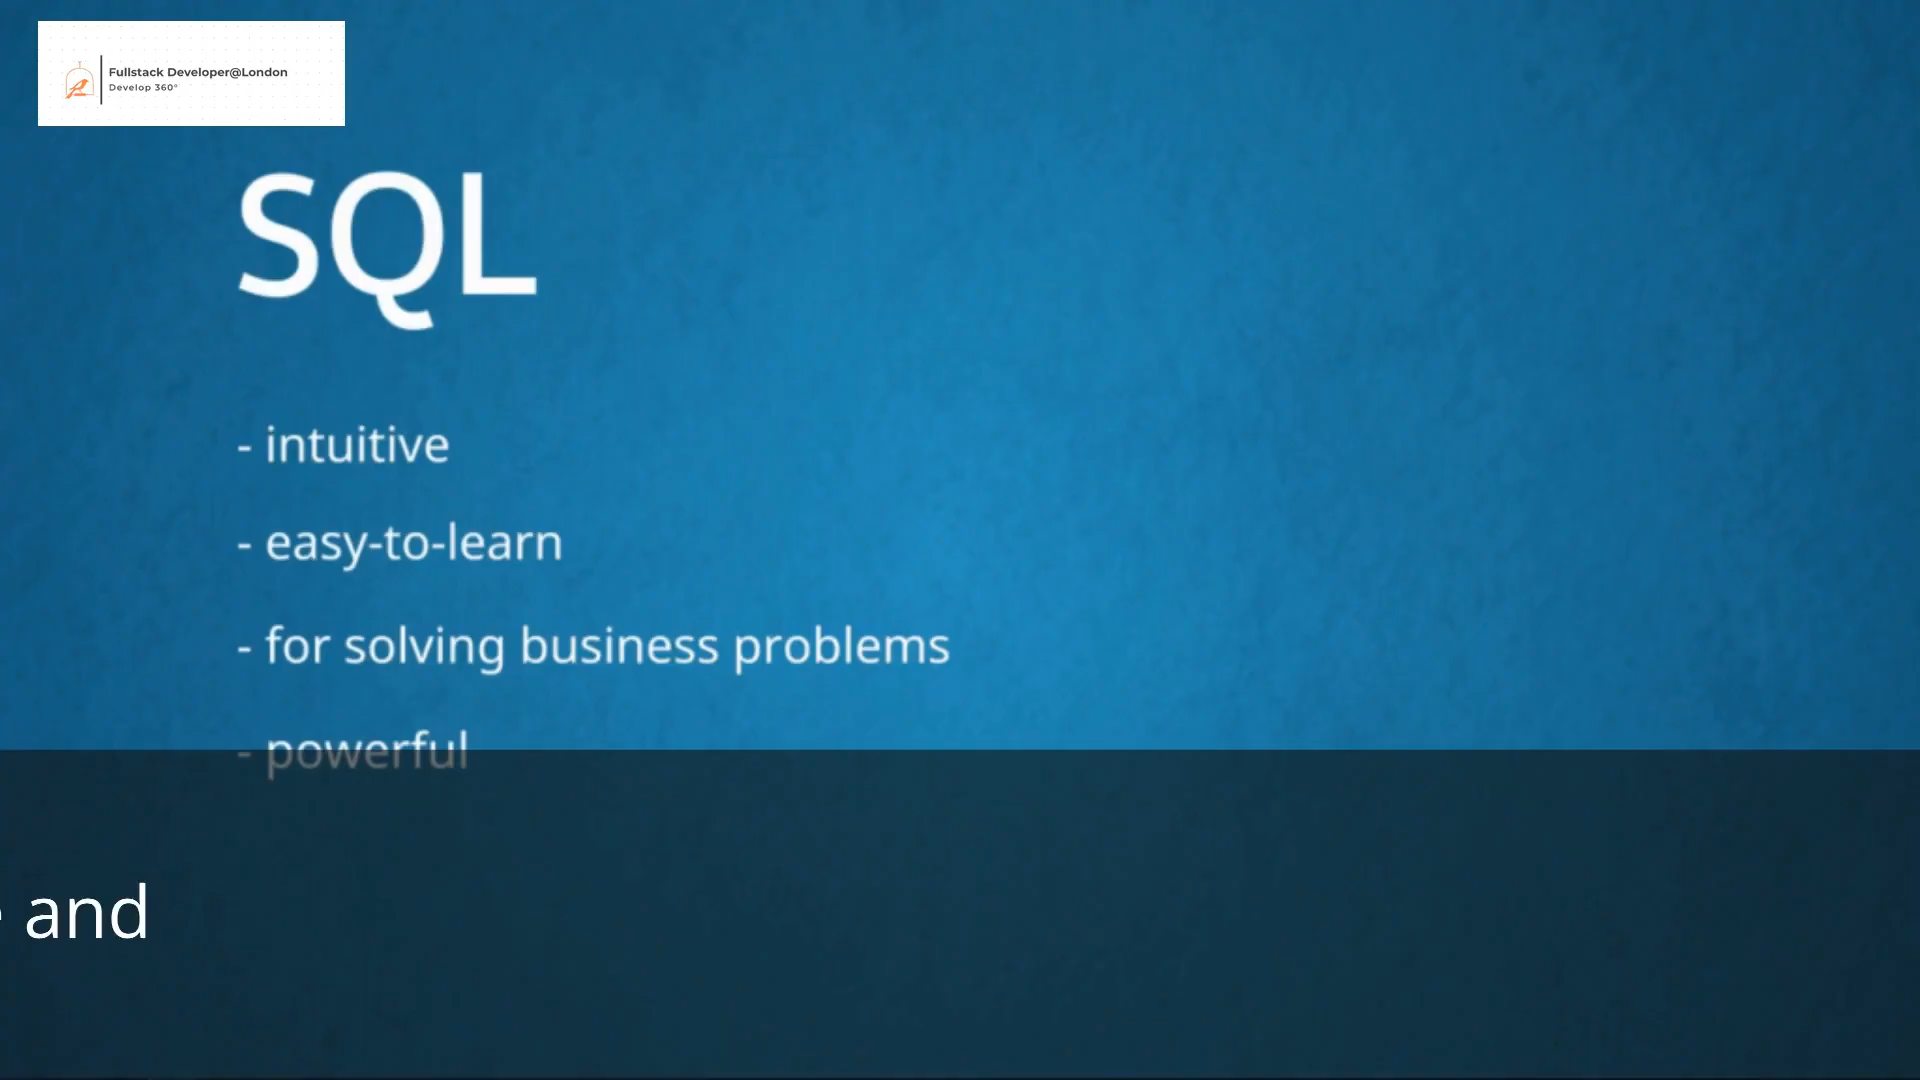 Fullstack Developer@London
Develop 360°
SQL
- intuitive
- easy-to-learn
- for solving business problems
- powerful
and